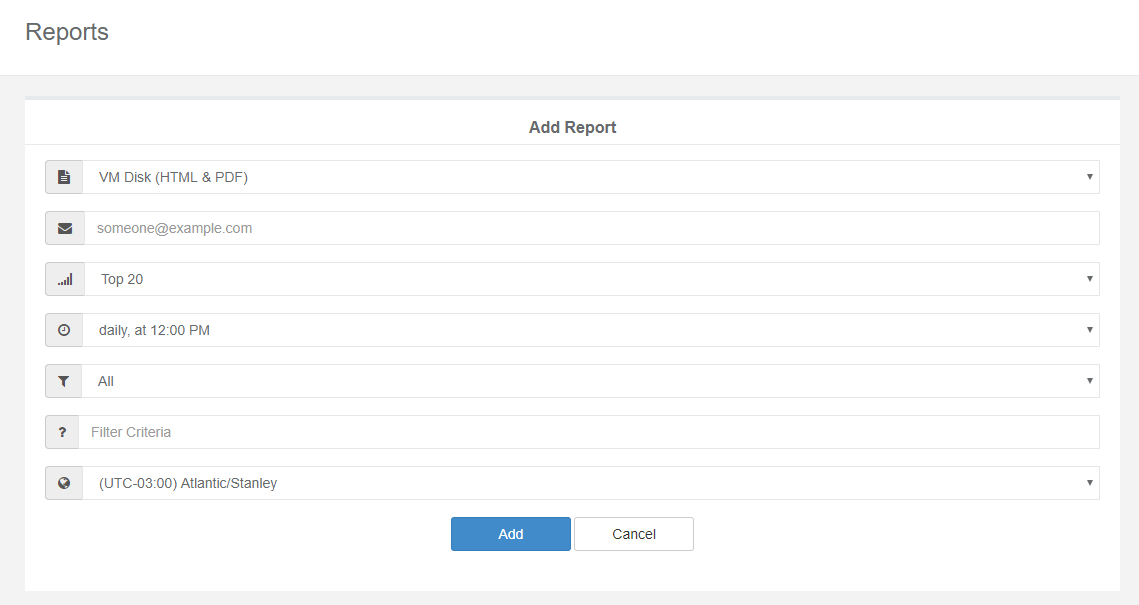 Reports
Add Report
VM Disk (HTML & PDF)
someone@example.com
Top 20
daily, at 12:00 PM
All
? Filter Criteria
(UTC-03:00) Atlantic/Stanley
Add Cancel